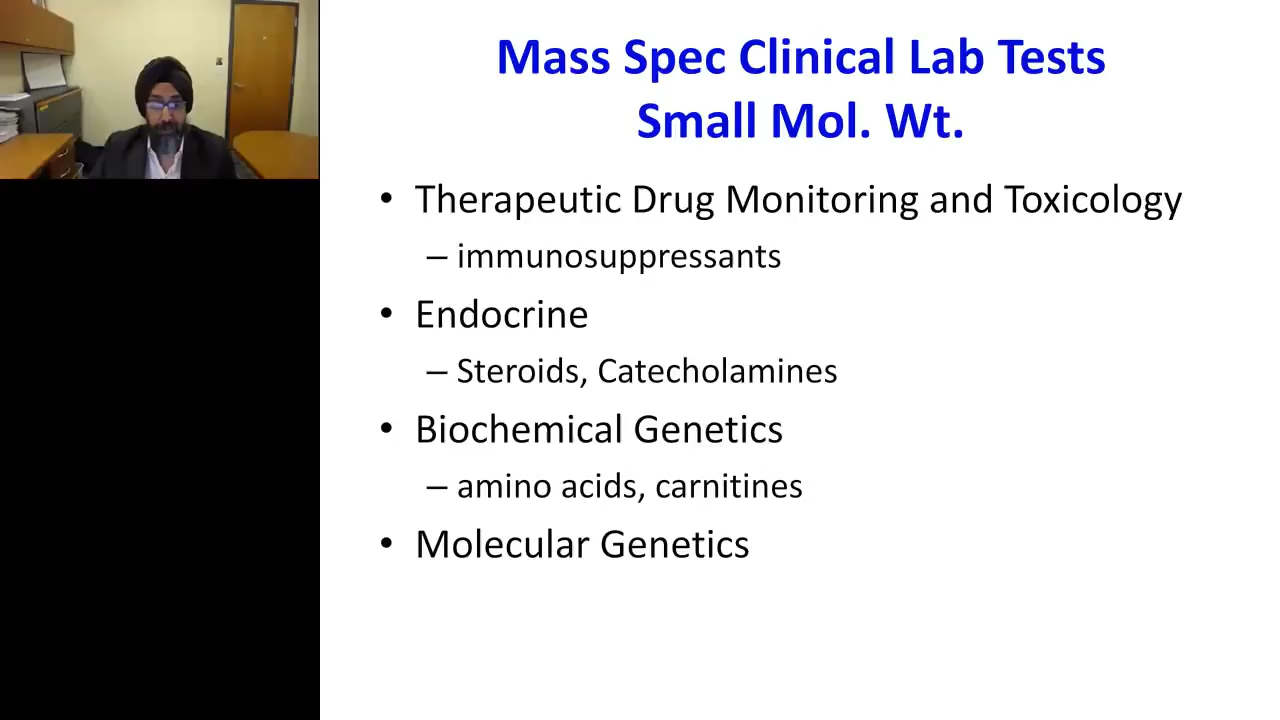 Mass Spec Clinical Lab Tests
Small Mol. Wt.
• Therapeutic Drug Monitoring and Toxicology
– immunosuppressants
• Endocrine
– Steroids, Catecholamines
• Biochemical Genetics
– amino acids, carnitines
• Molecular Genetics